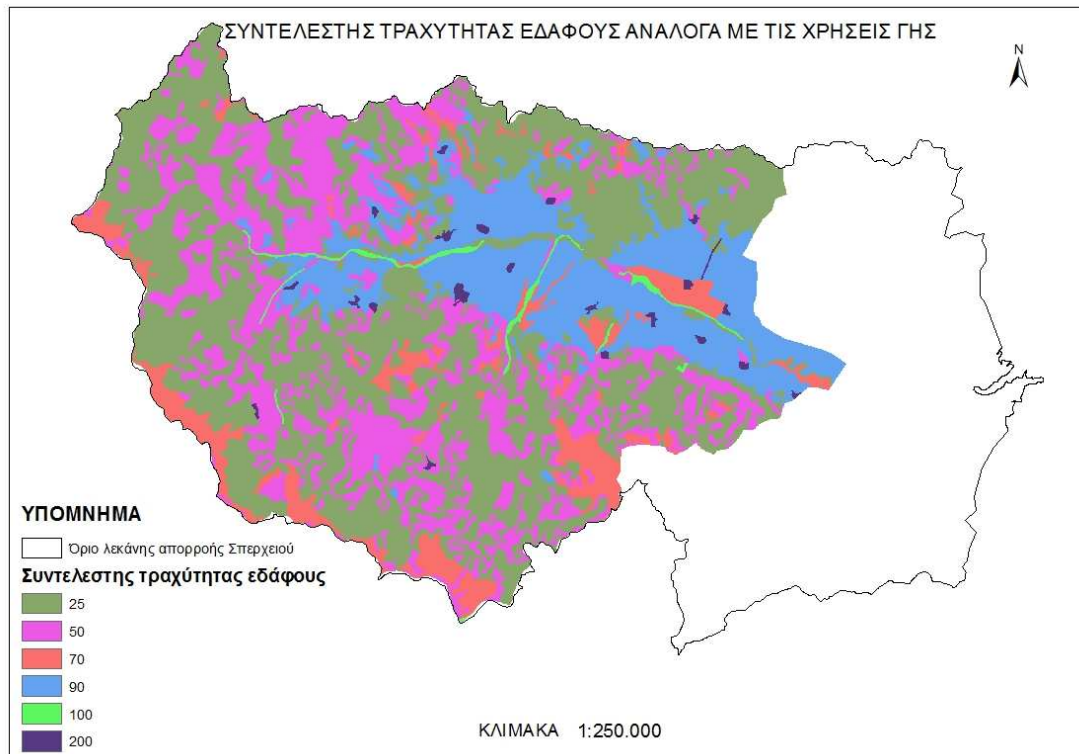 ΣΥΝΤΕΛΕΣΤΗΣ ΤΡΑΧΥΤΗΤΑΣ ΕΔΑΦΟΥΣ ΑΝΑΛΟΓΑ ΜΕ ΤΙΣ ΧΡΗΣΕΙΣ ΓΗΣ
N
ΥΠΟΜΝΗΜΑ
Όριο λεκάνης απορροής Σπερχειού
Συντελεστης τραχύτητας εδάφους
25
50
70
90
100
200
ΚΛΙΜΑΚΑ 1:250.000